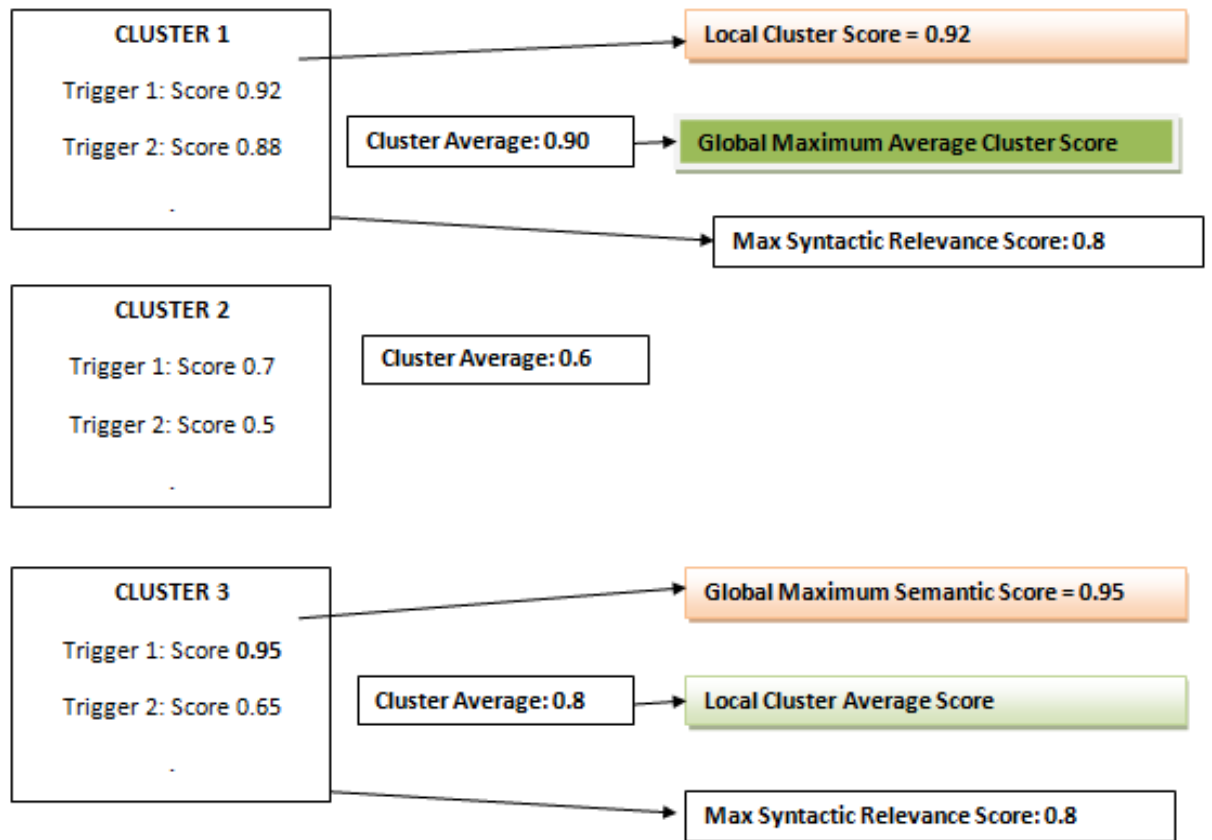 CLUSTER 1
Trigger 1: Score 0.92
Trigger 2: Score 0.88
.
Cluster Average: 0.90
Local Cluster Score = 0.92
Global Maximum Average Cluster Score
Max Syntactic Relevance Score: 0.8
CLUSTER 2
Trigger 1: Score 0.7
Trigger 2: Score 0.5
.
Cluster Average: 0.6
CLUSTER 3
Trigger 1: Score 0.95
Trigger 2: Score 0.65
.
Cluster Average: 0.8
Global Maximum Semantic Score = 0.95
Local Cluster Average Score
Max Syntactic Relevance Score: 0.8